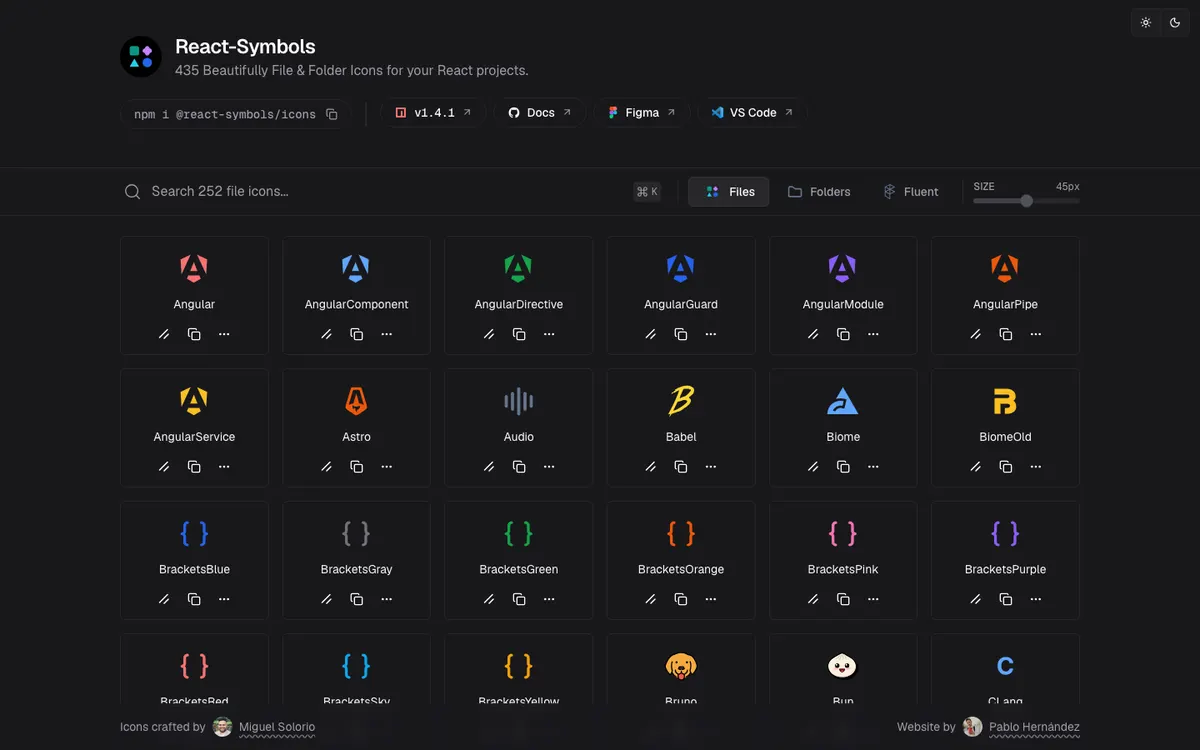 React-Symbols
435 Beautifully File & Folder Icons for your React projects.
npm i @react-symbols/icons
v1.4.1
Docs
Figma
VS Code
Search 252 file icons...
⌘ K
Files
Folders
Fluent
SIZE
45px
Angular
AngularComponent
AngularDirective
AngularGuard
AngularModule
AngularPipe
AngularService
Astro
Audio
Babel
Biome
BiomeOld
BracketsBlue
BracketsGray
BracketsGreen
BracketsOrange
BracketsPink
BracketsPurple
BracketsRed
BracketsSky
BracketsYellow
Bruno
Bun
CLang
Icons crafted by Miguel Solorio
Website by Pablo Hernández